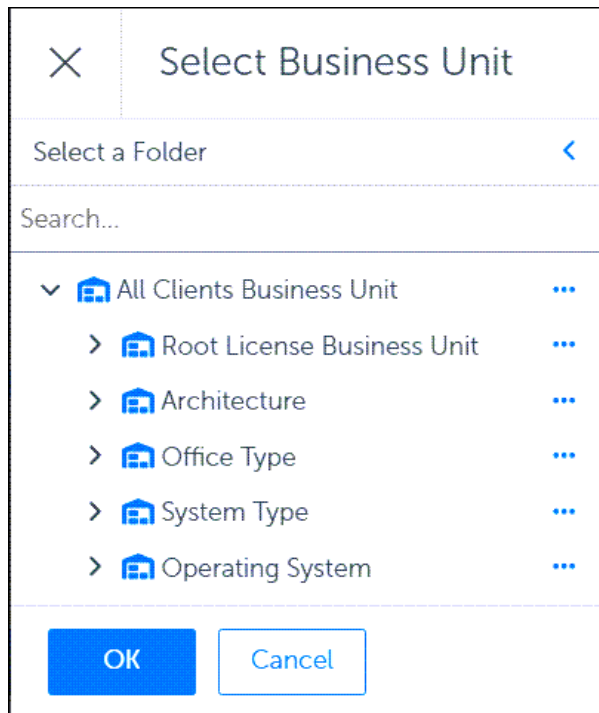 Select Business Unit
Select a Folder
Search...
All Clients Business Unit
Root License Business Unit
Architecture
Office Type
System Type
Operating System
OK Cancel